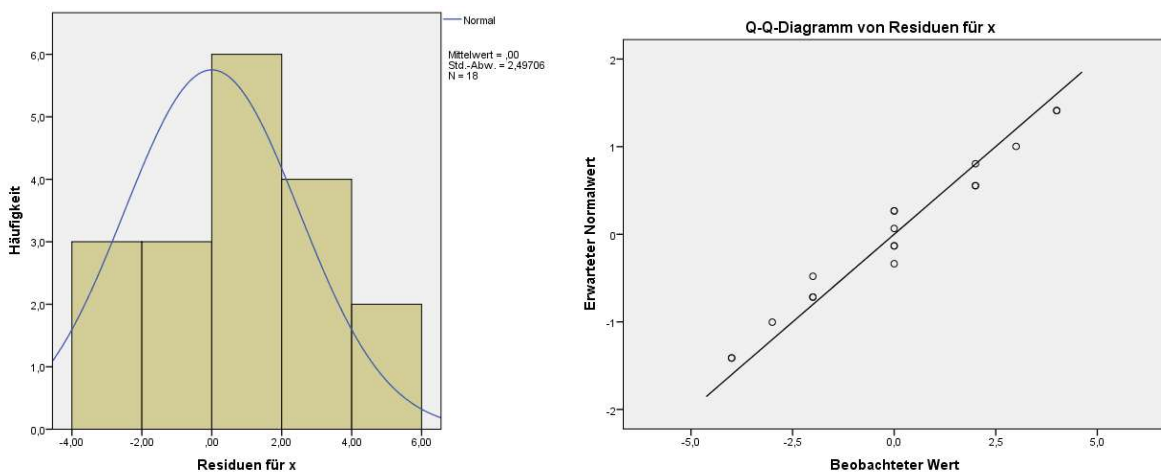 Normal
Mittelwert = ,00
Std.-Abw. = 2,49706
N = 18
6,0
5,0
4,0
3,0
2,0
1,0
0,0
Häufigkeit
-4,00 -2,00 ,00 2,00 4,00 6,00
Residuen für x
Q-Q-Diagramm von Residuen für x
2
1
0
-1
-2
Erwarteter Normalwert
-5,0 -2,5 0,0 2,5 5,0
Beobachteter Wert